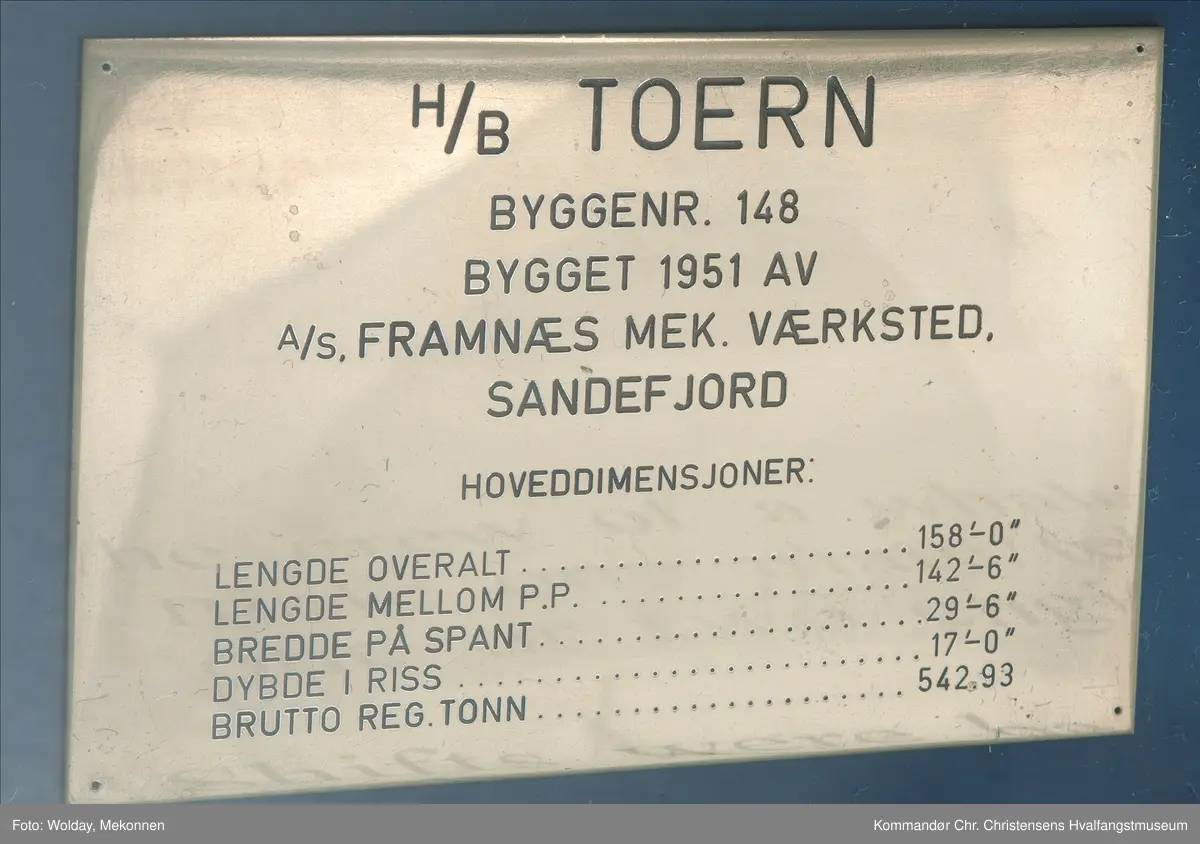 H/B TOERN
BYGGENR. 148
BYGGET 1951 AV
A/S, FRAMNÆS MEK. VÆRKSTED,
SANDEFJORD
HOVEDDIMENSJONER:
LENGDE OVERALT . . . . . . . . . . . . . . . . . . . . . . . . . . . . . . 158'-0"
LENGDE MELLOM P.P. . . . . . . . . . . . . . . . . . . . . . . . . 142'-6"
BREDDE PÅ SPANT. . . . . . . . . . . . . . . . . . . . . . . . . . . . . 29'-6"
DYBDE I RISS . . . . . . . . . . . . . . . . . . . . . . . . . . . . . . . . . . 17'-0"
BRUTTO REG. TONN . . . . . . . . . . . . . . . . . . . . . . . . . . . 542.93
Foto: Wolday, Mekonnen
Kommandør Chr. Christensens Hvalfangstmuseum